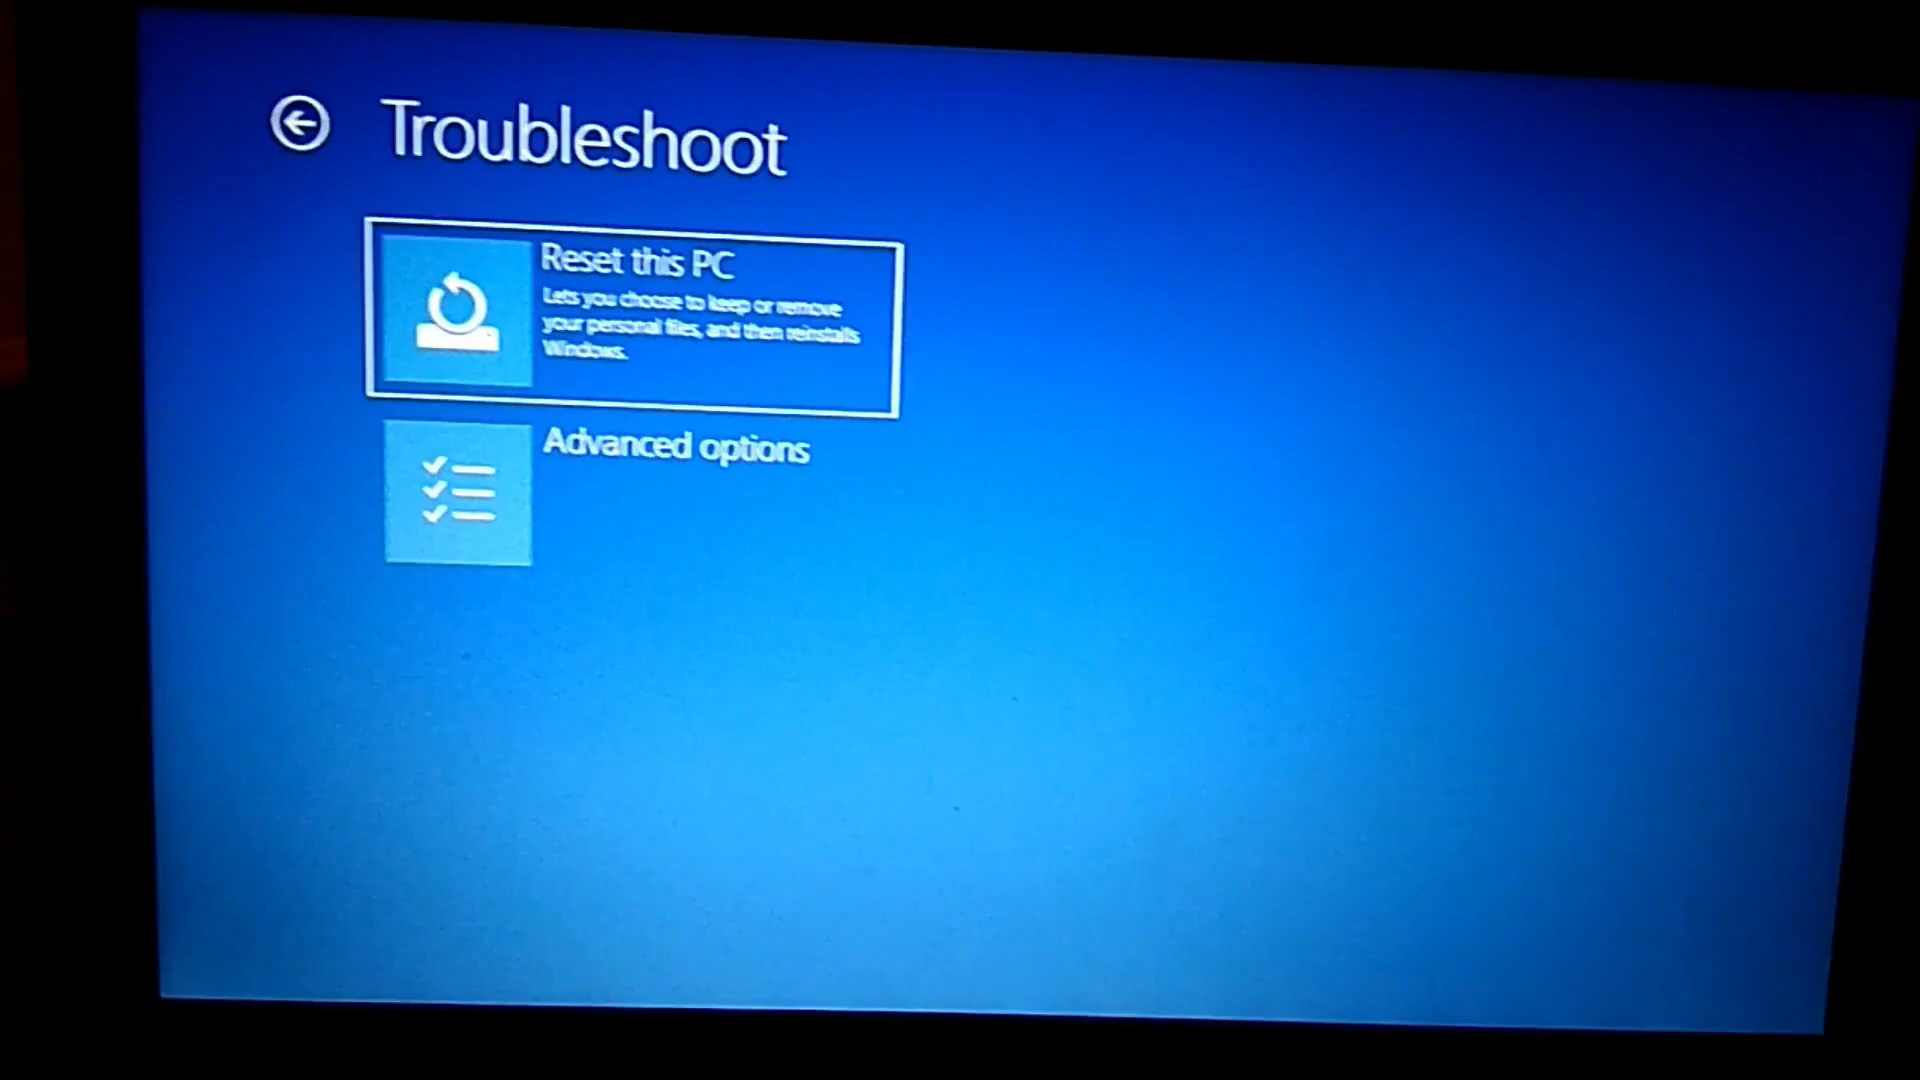 Troubleshoot
Reset this PC
Lets you choose to keep or remove
your personal files, and then reinstalls
Windows.
Advanced options